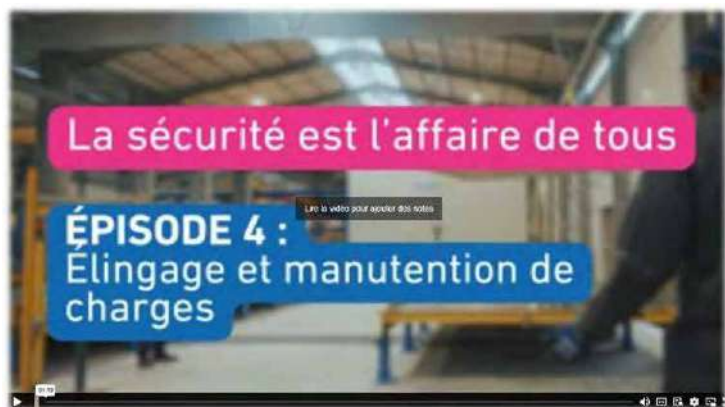 La sécurité est l'affaire de tous
Lire la vidéo pour ajouter des notes
ÉPISODE 4 :
Élingage et manutention de
charges